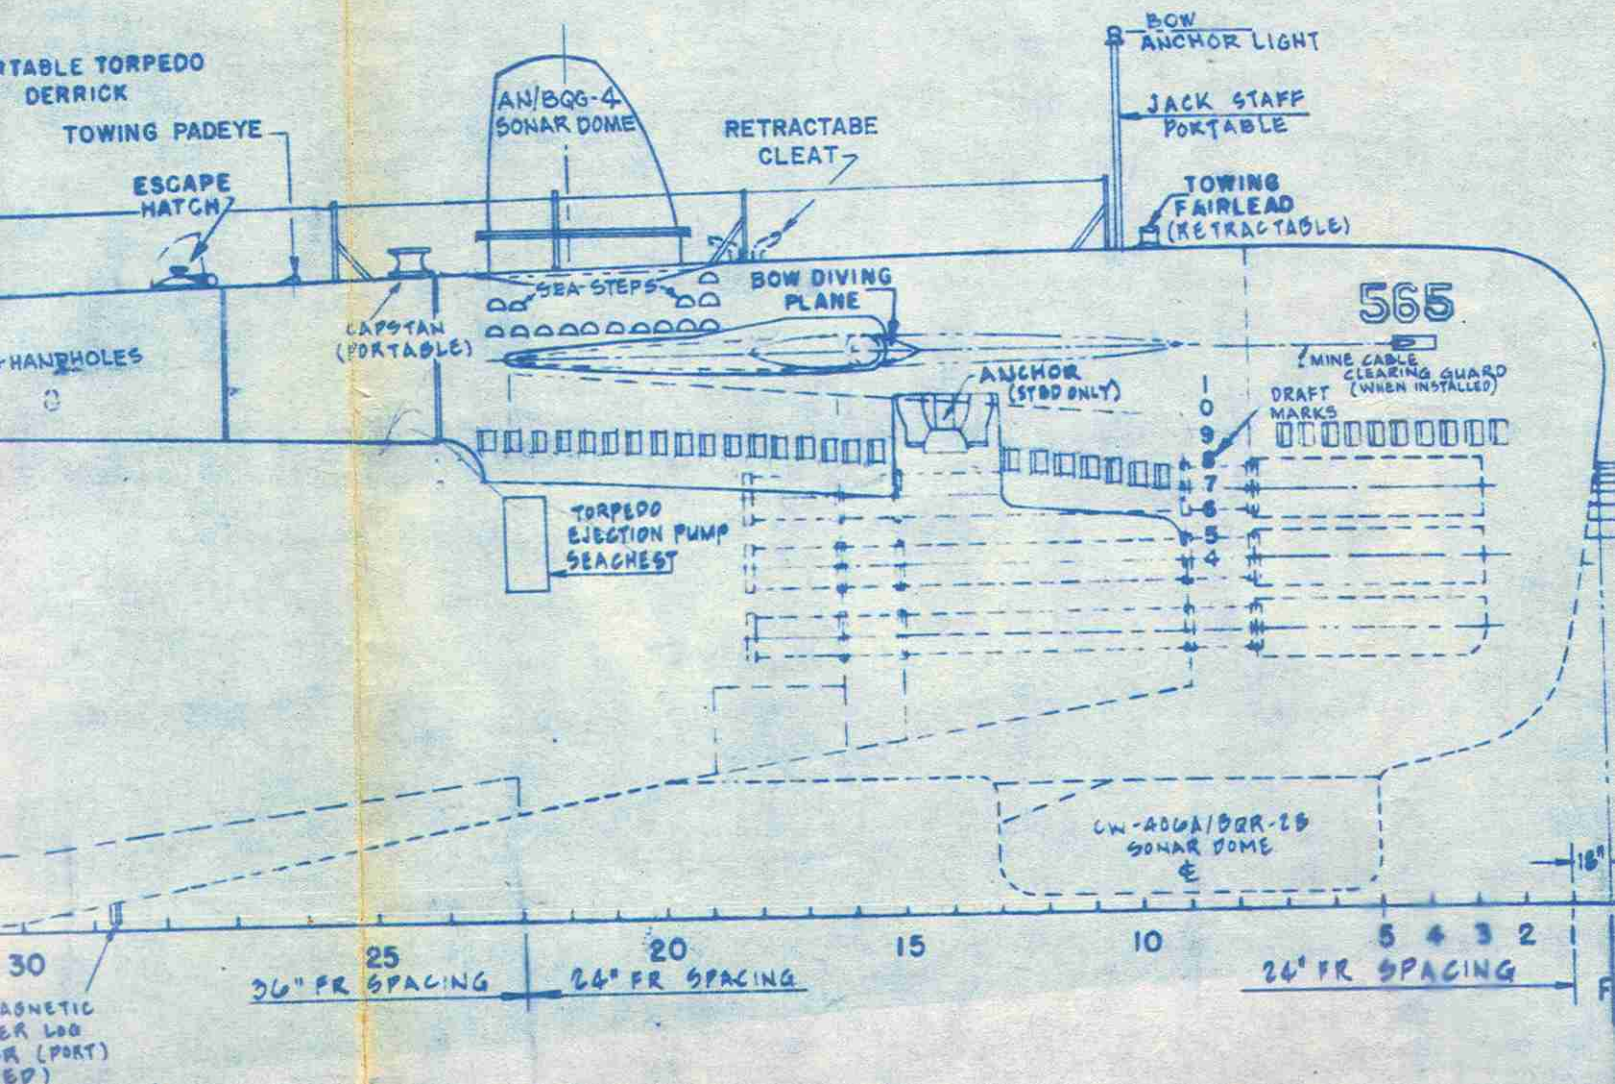 RTABLE TORPEDO
DERRICK
TOWING PADEYE
ESCAPE
HATCH
AN/BQG-4
SONAR DOME
RETRACTABE
CLEAT
BOW
ANCHOR LIGHT
JACK STAFF
PORTABLE
TOWING
FAIRLEAD
(RETRACTABLE)
SEA-STEPS
BOW DIVING
PLANE
565
CAPSTAN
(PORTABLE)
HANDHOLES
ANCHOR
(STBD ONLY)
MINE CABLE
CLEARING GUARD
(WHEN INSTALLED)
DRAFT
MARKS
1
0
9
8
7
6
5
4
TORPEDO
EJECTION PUMP
SEACHEST
CW-406A/BQR-2B
SONAR DOME
18"
30
25
20
15
10
5 4 3 2
36" FR SPACING
24" FR SPACING
24" FR SPACING
AGNETIC
ER LOG
(PORT)
ED)